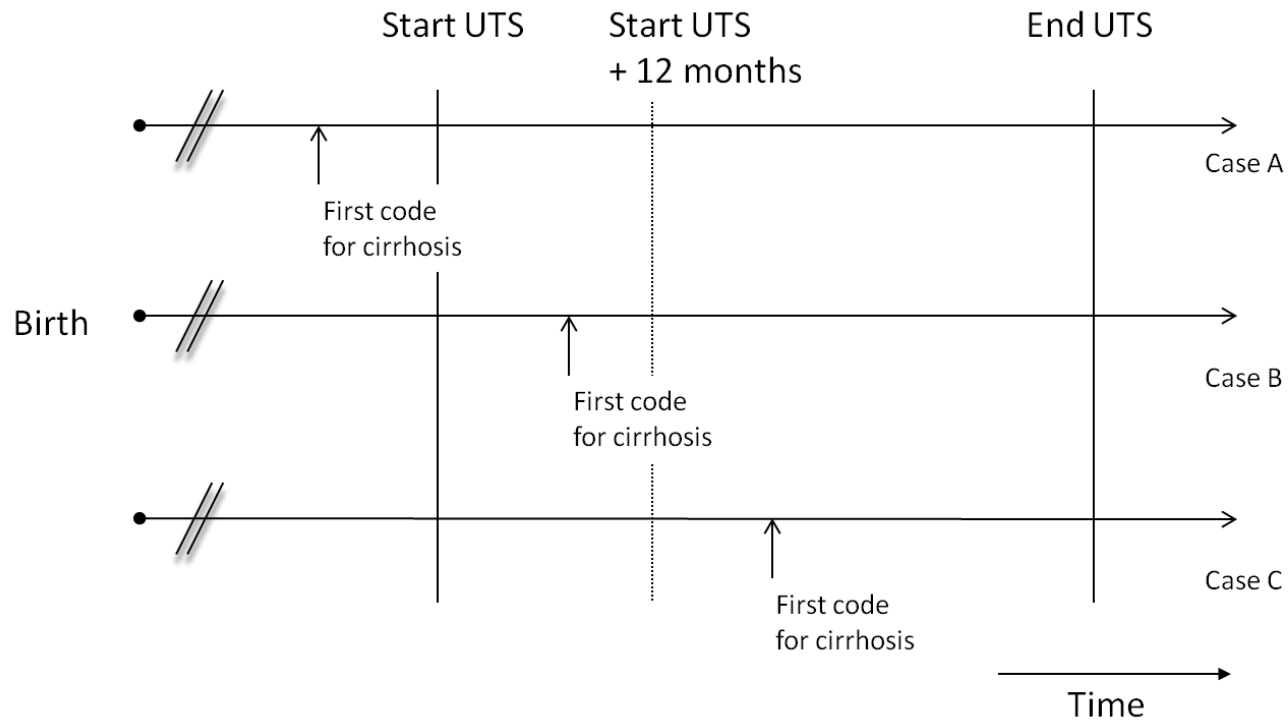 Start UTS
Start UTS
+ 12 months
End UTS
Case A
First code
for cirrhosis
Birth
Case B
First code
for cirrhosis
Case C
First code
for cirrhosis
Time